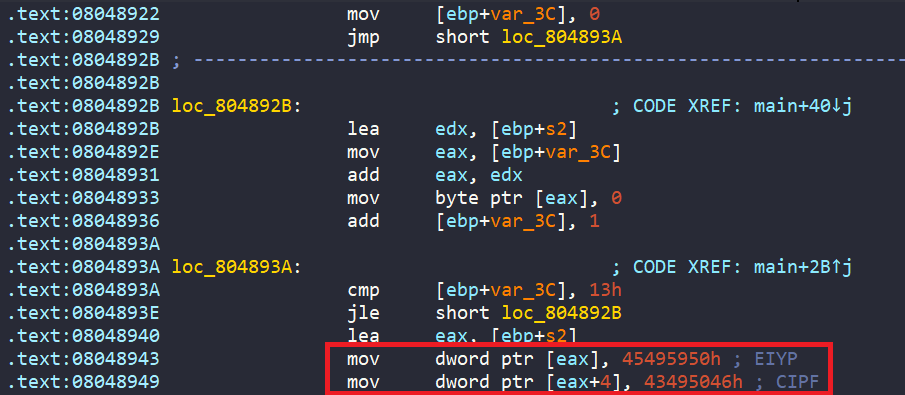 .text:08048922 mov [ebp+var_3C], 0
.text:08048929 jmp short loc_804893A
.text:0804892B ; ---------------------------------------------------------------
.text:0804892B
.text:0804892B loc_804892B: ; CODE XREF: main+40↓j
.text:0804892B lea edx, [ebp+s2]
.text:0804892E mov eax, [ebp+var_3C]
.text:08048931 add eax, edx
.text:08048933 mov byte ptr [eax], 0
.text:08048936 add [ebp+var_3C], 1
.text:0804893A
.text:0804893A loc_804893A: ; CODE XREF: main+2B↑j
.text:0804893A cmp [ebp+var_3C], 13h
.text:0804893E jle short loc_804892B
.text:08048940 lea eax, [ebp+s2]
.text:08048943 mov dword ptr [eax], 45495950h ; EIYP
.text:08048949 mov dword ptr [eax+4], 43495046h ; CIPF